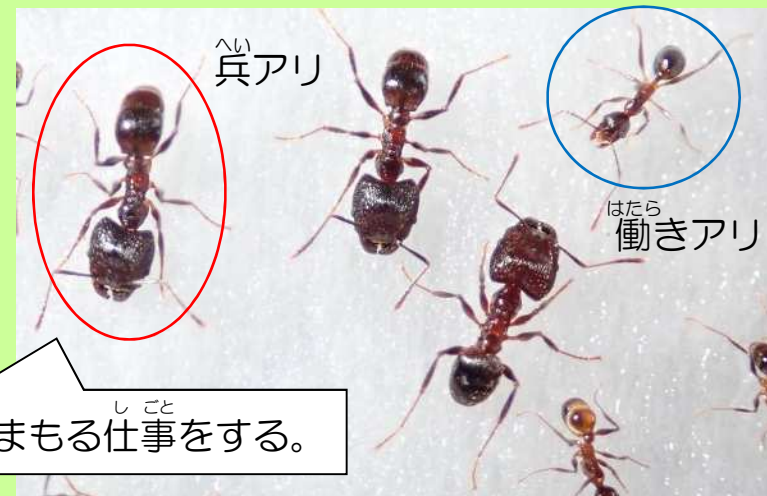 兵アリ
へい
働きアリ
はたら
まもる仕事をする。
しごと